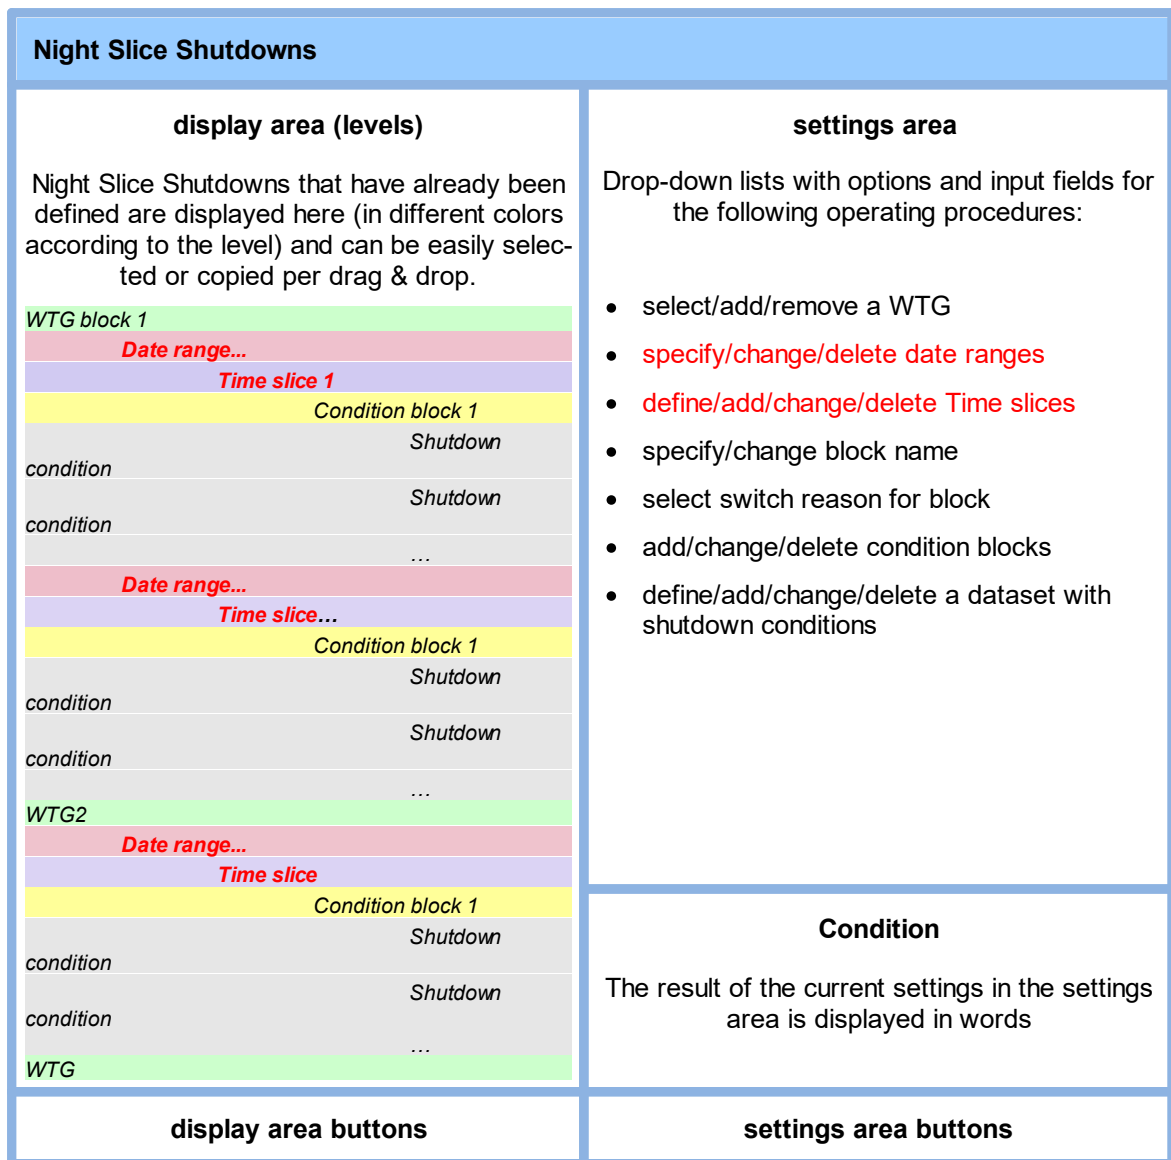 Night Slice Shutdowns
display area (levels)
Night Slice Shutdowns that have already been
defined are displayed here (in different colors
according to the level) and can be easily selec-
ted or copied per drag & drop.
WTG block 1
Date range...
Time slice 1
Condition block 1
Shutdown
condition
Shutdown
condition
…
Date range...
Time slice…
Condition block 1
Shutdown
condition
Shutdown
condition
…
WTG2
Date range...
Time slice
Condition block 1
Shutdown
condition
Shutdown
condition
…
WTG
settings area
Drop-down lists with options and input fields for
the following operating procedures:
• select/add/remove a WTG
• specify/change/delete date ranges
• define/add/change/delete Time slices
• specify/change block name
• select switch reason for block
• add/change/delete condition blocks
• define/add/change/delete a dataset with
shutdown conditions
Condition
The result of the current settings in the settings
area is displayed in words
display area buttons
settings area buttons